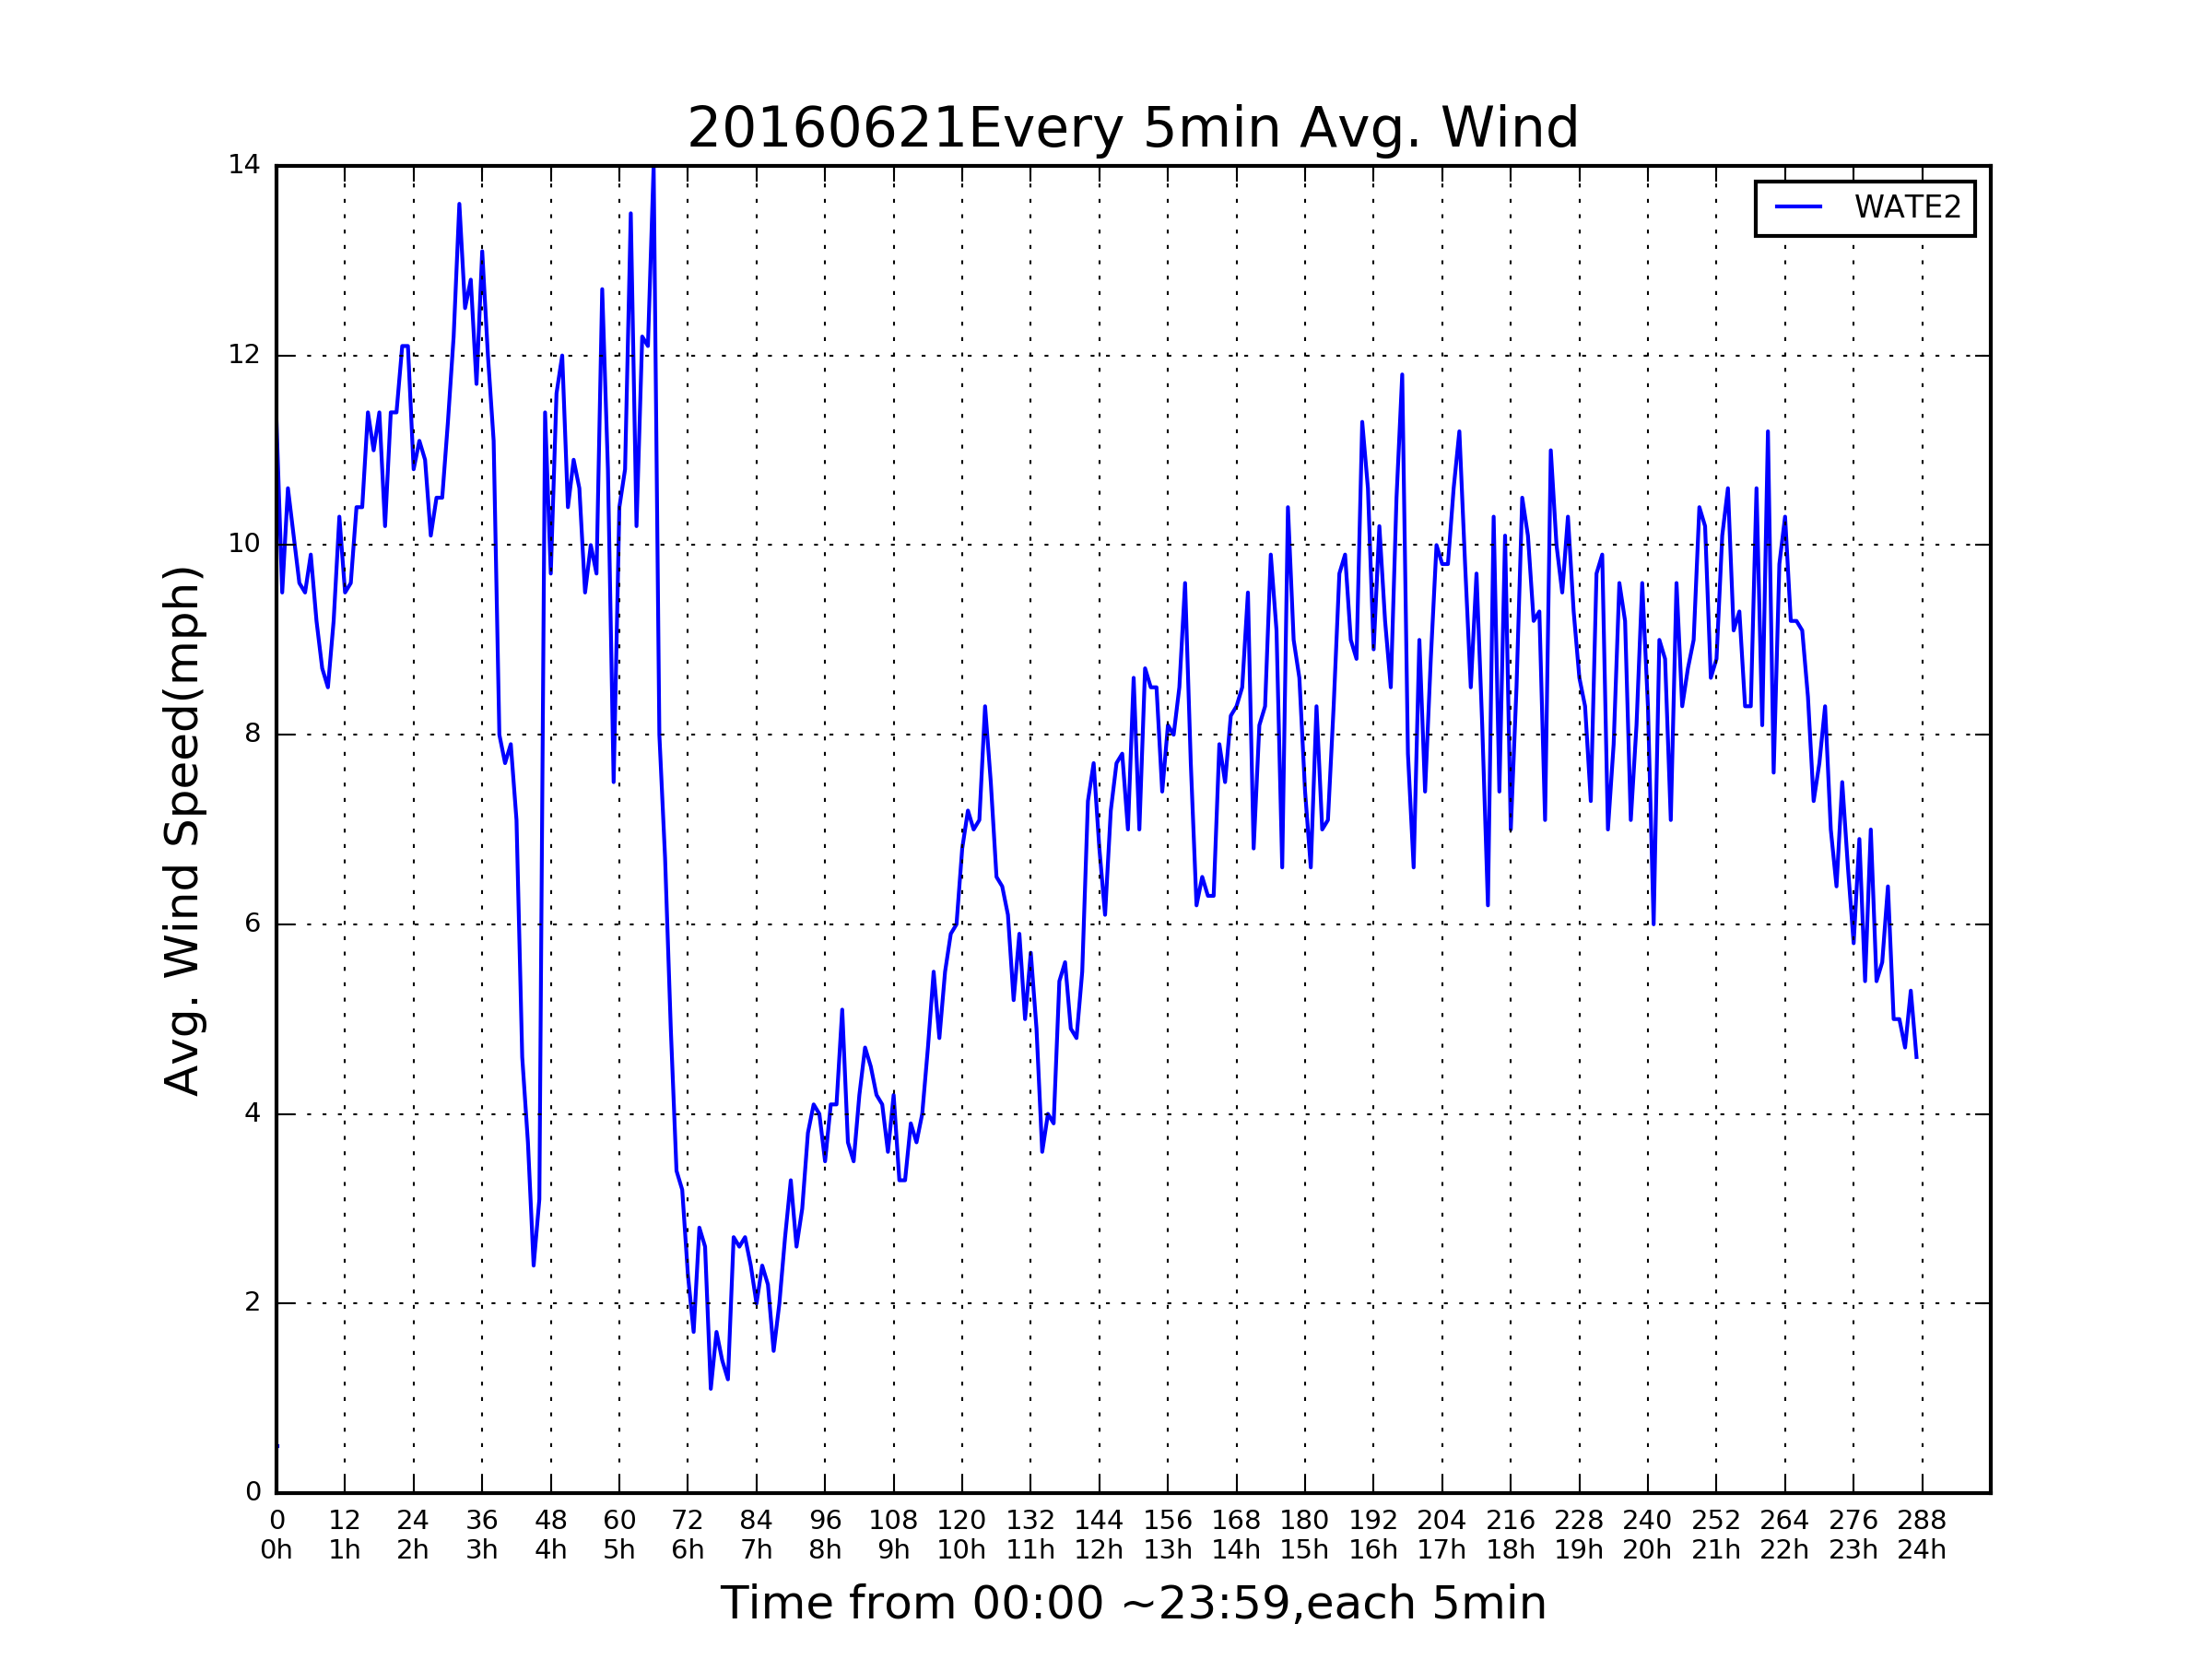 20160621Every 5min Avg. Wind
WATE2
Avg. Wind Speed(mph)
14
12
10
8
6
4
2
0
0 12 24 36 48 60 72 84 96 108 120 132 144 156 168 180 192 204 216 228 240 252 264 276 288
0h 1h 2h 3h 4h 5h 6h 7h 8h 9h 10h 11h 12h 13h 14h 15h 16h 17h 18h 19h 20h 21h 22h 23h 24h
Time from 00:00 ~23:59,each 5min